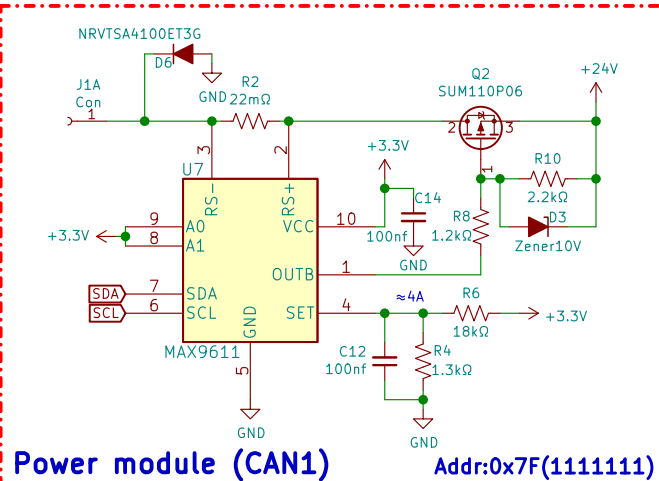 NRVTSA4100ET3G
D6
GND
J1A
Con
1
R2
22mΩ
Q2
SUM110P06
2
3
1
+24V
R10
2.2kΩ
D3
Zener10V
R8
1.2kΩ
+3.3V
C14
100nf
GND
U7
3
RS-
2
RS+
VCC
10
+3.3V
9
A0
8
A1
OUTB
1
SDA
7
SDA
SCL
6
SCL
GND
5
SET
4
MAX9611
≈4A
R6
18kΩ
+3.3V
C12
100nf
R4
1.3kΩ
GND
GND
Power module (CAN1)
Addr:0x7F(1111111)